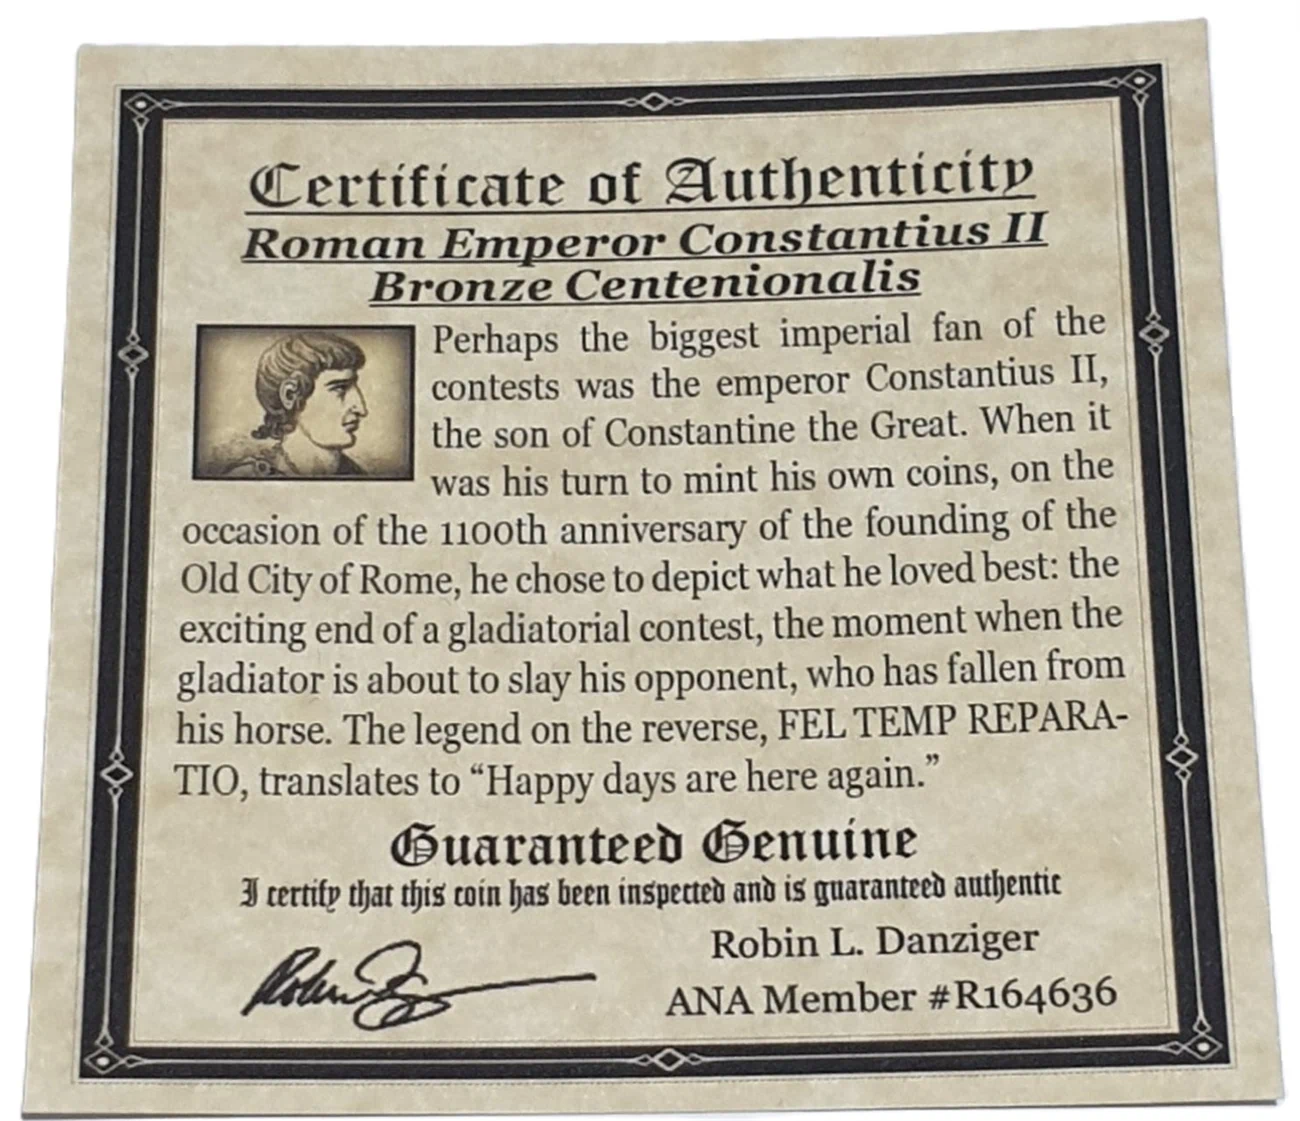 Certificate of Authenticity
Roman Emperor Constantius II
Bronze Centenionalis
Perhaps the biggest imperial fan of the
contests was the emperor Constantius II,
the son of Constantine the Great. When it
was his turn to mint his own coins, on the
occasion of the 1100th anniversary of the founding of the
Old City of Rome, he chose to depict what he loved best: the
exciting end of a gladiatorial contest, the moment when the
gladiator is about to slay his opponent, who has fallen from
his horse. The legend on the reverse, FEL TEMP REPARA-
TIO, translates to “Happy days are here again.”
Guaranteed Genuine
I certify that this coin has been inspected and is guaranteed authentic
Robin L. Danziger
ANA Member #R164636